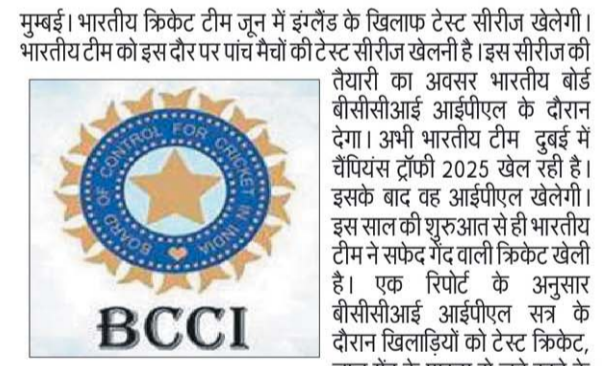 मुम्बई। भारतीय क्रिकेट टीम जून में इंग्लैंड के खिलाफ टेस्ट सीरीज खेलेगी।
भारतीय टीम को इस दौर पर पांच मैचों की टेस्ट सीरीज खेलनी है।इस सीरीज की
तैयारी का अवसर भारतीय बोर्ड
बीसीसीआई आईपीएल के दौरान
देगा। अभी भारतीय टीम दुबई में
चैंपियंस ट्रॉफी 2025 खेल रही है।
इसके बाद वह आईपीएल खेलेगी।
इस साल की शुरुआत से ही भारतीय
टीम ने सफेद गेंद वाली क्रिकेट खेली
है। एक रिपोर्ट के अनुसार
बीसीसीआई आईपीएल सत्र के
दौरान खिलाड़ियों को टेस्ट क्रिकेट,
BOARD OF CONTROL FOR CRICKET IN INDIA
BCCI